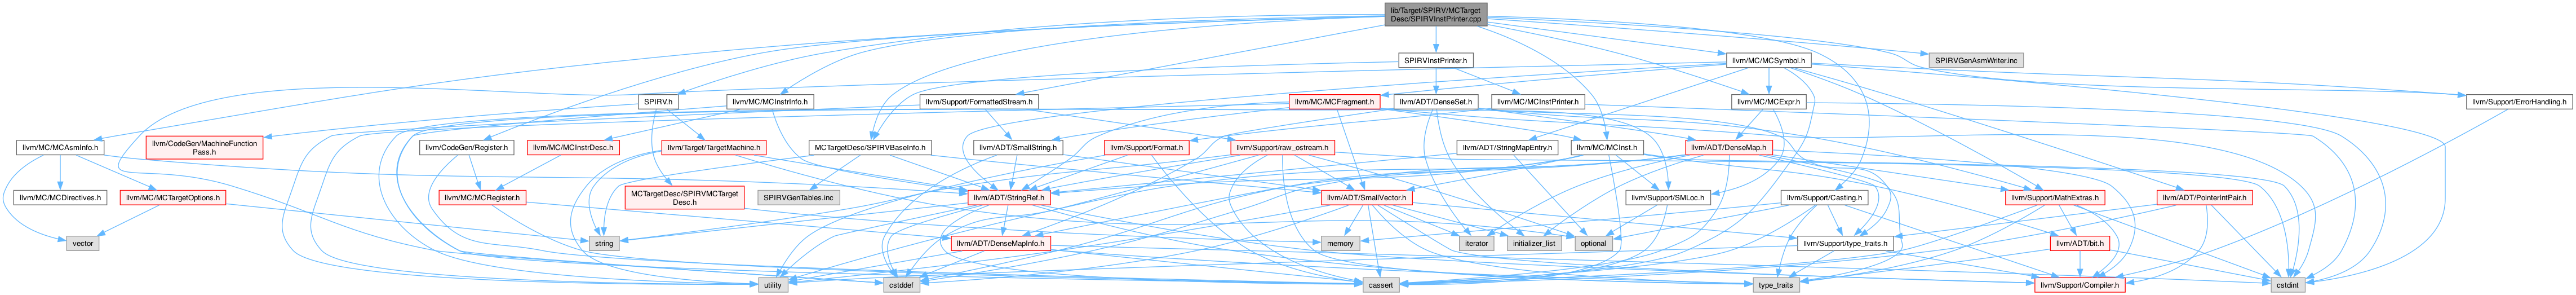 lib/Target/SPIRV/MCTarget
Desc/SPIRVInstPrinter.cpp
SPIRVInstPrinter.h
llvm/MC/MCSymbol.h
SPIRVGenAsmWriter.inc
SPIRV.h
llvm/MC/MCInstrInfo.h
llvm/Support/FormattedStream.h
llvm/MC/MCFragment.h
llvm/ADT/DenseSet.h
llvm/MC/MCInstPrinter.h
llvm/MC/MCExpr.h
llvm/Support/ErrorHandling.h
llvm/MC/MCAsmInfo.h
llvm/CodeGen/MachineFunction
Pass.h
llvm/CodeGen/Register.h
llvm/MC/MCInstrDesc.h
llvm/Target/TargetMachine.h
MCTargetDesc/SPIRVBaseInfo.h
llvm/ADT/SmallString.h
llvm/Support/Format.h
llvm/Support/raw_ostream.h
llvm/ADT/StringMapEntry.h
llvm/MC/MCInst.h
llvm/ADT/DenseMap.h
llvm/MC/MCDirectives.h
llvm/MC/MCTargetOptions.h
llvm/MC/MCRegister.h
MCTargetDesc/SPIRVMCTarget
Desc.h
SPIRVGenTables.inc
llvm/ADT/StringRef.h
llvm/ADT/SmallVector.h
llvm/Support/SMLoc.h
llvm/Support/Casting.h
llvm/Support/MathExtras.h
llvm/ADT/PointerIntPair.h
vector
string
llvm/ADT/DenseMapInfo.h
memory
iterator
initializer_list
optional
llvm/Support/type_traits.h
llvm/ADT/bit.h
utility
cstddef
cassert
type_traits
llvm/Support/Compiler.h
cstdint